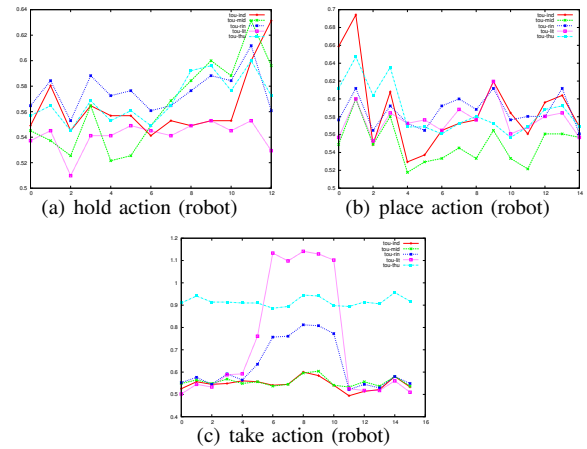 0.64
0.62
0.6
0.58
0.56
0.54
0.52
0.5
0 2 4 6 8 10 12
tou-ind
tou-mid
tou-rin
tou-lit
tou-thu
(a) hold action (robot)
0.7
0.68
0.66
0.64
0.62
0.6
0.58
0.56
0.54
0.52
0.5
0 2 4 6 8 10 12 14
tou-ind
tou-mid
tou-rin
tou-lit
tou-thu
(b) place action (robot)
1.2
1.1
1
0.9
0.8
0.7
0.6
0.5
0.4
0 2 4 6 8 10 12 14 16
tou-ind
tou-mid
tou-rin
tou-lit
tou-thu
(c) take action (robot)